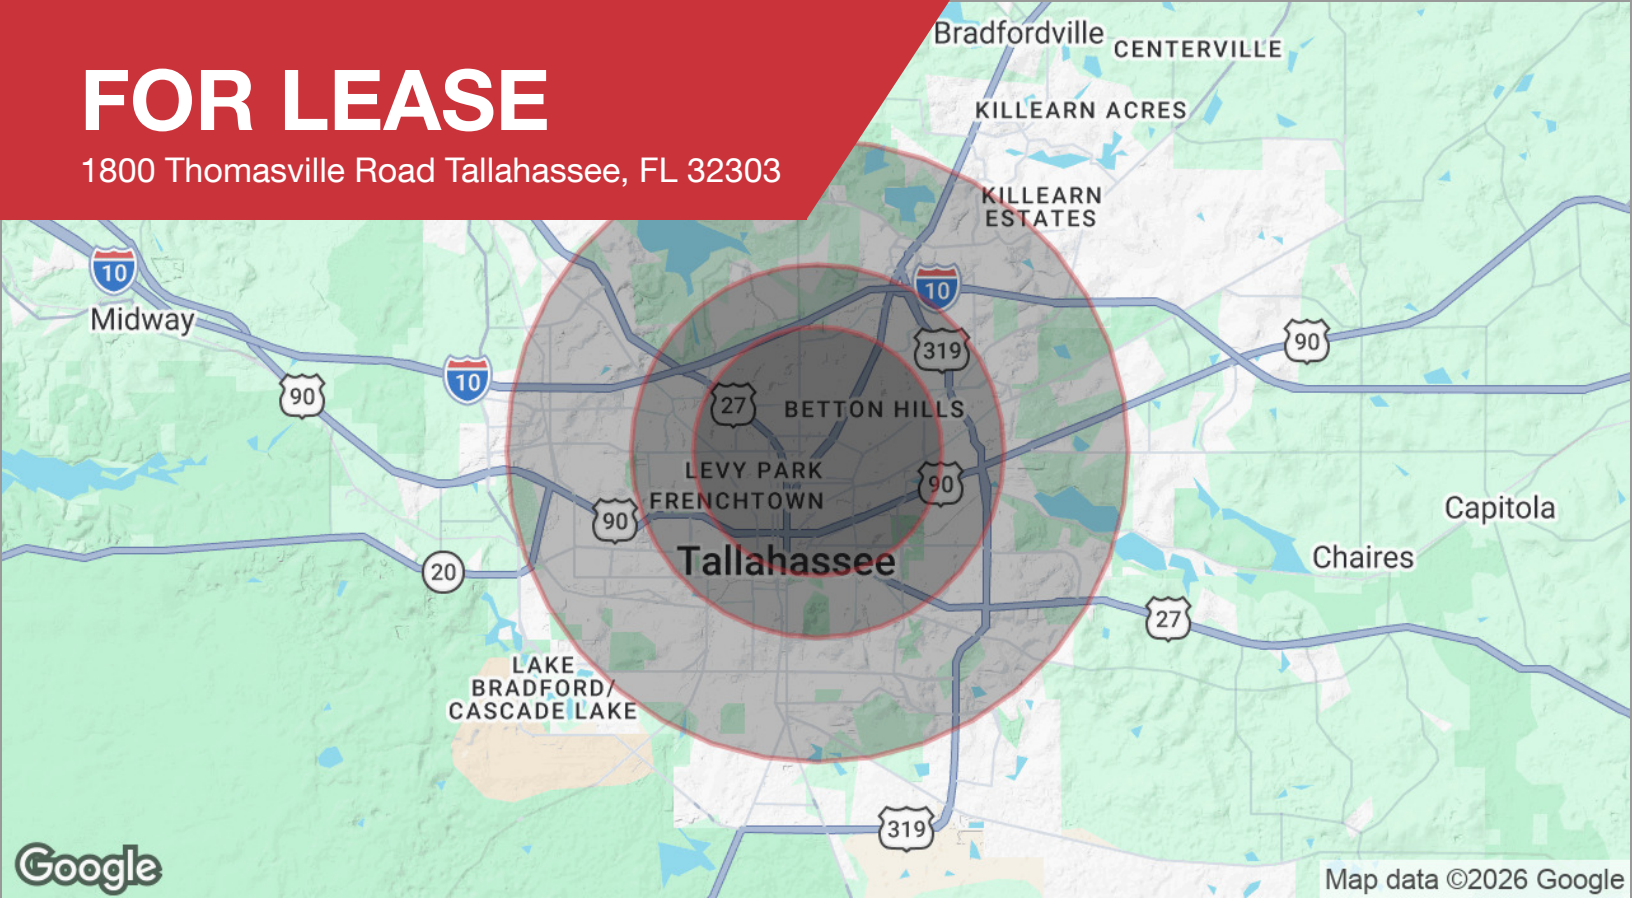 FOR LEASE
1800 Thomasville Road Tallahassee, FL 32303
Bradfordville
CENTERVILLE
KILLEARN ACRES
KILLEARN
ESTATES
10
Midway
10
319
90
10
90
27
BETTON HILLS
LEVY PARK
90
FRENCHTOWN
90
Capitola
Tallahassee
Chaires
20
27
LAKE
BRADFORD/
CASCADE LAKE
319
Google
Map data ©2026 Google